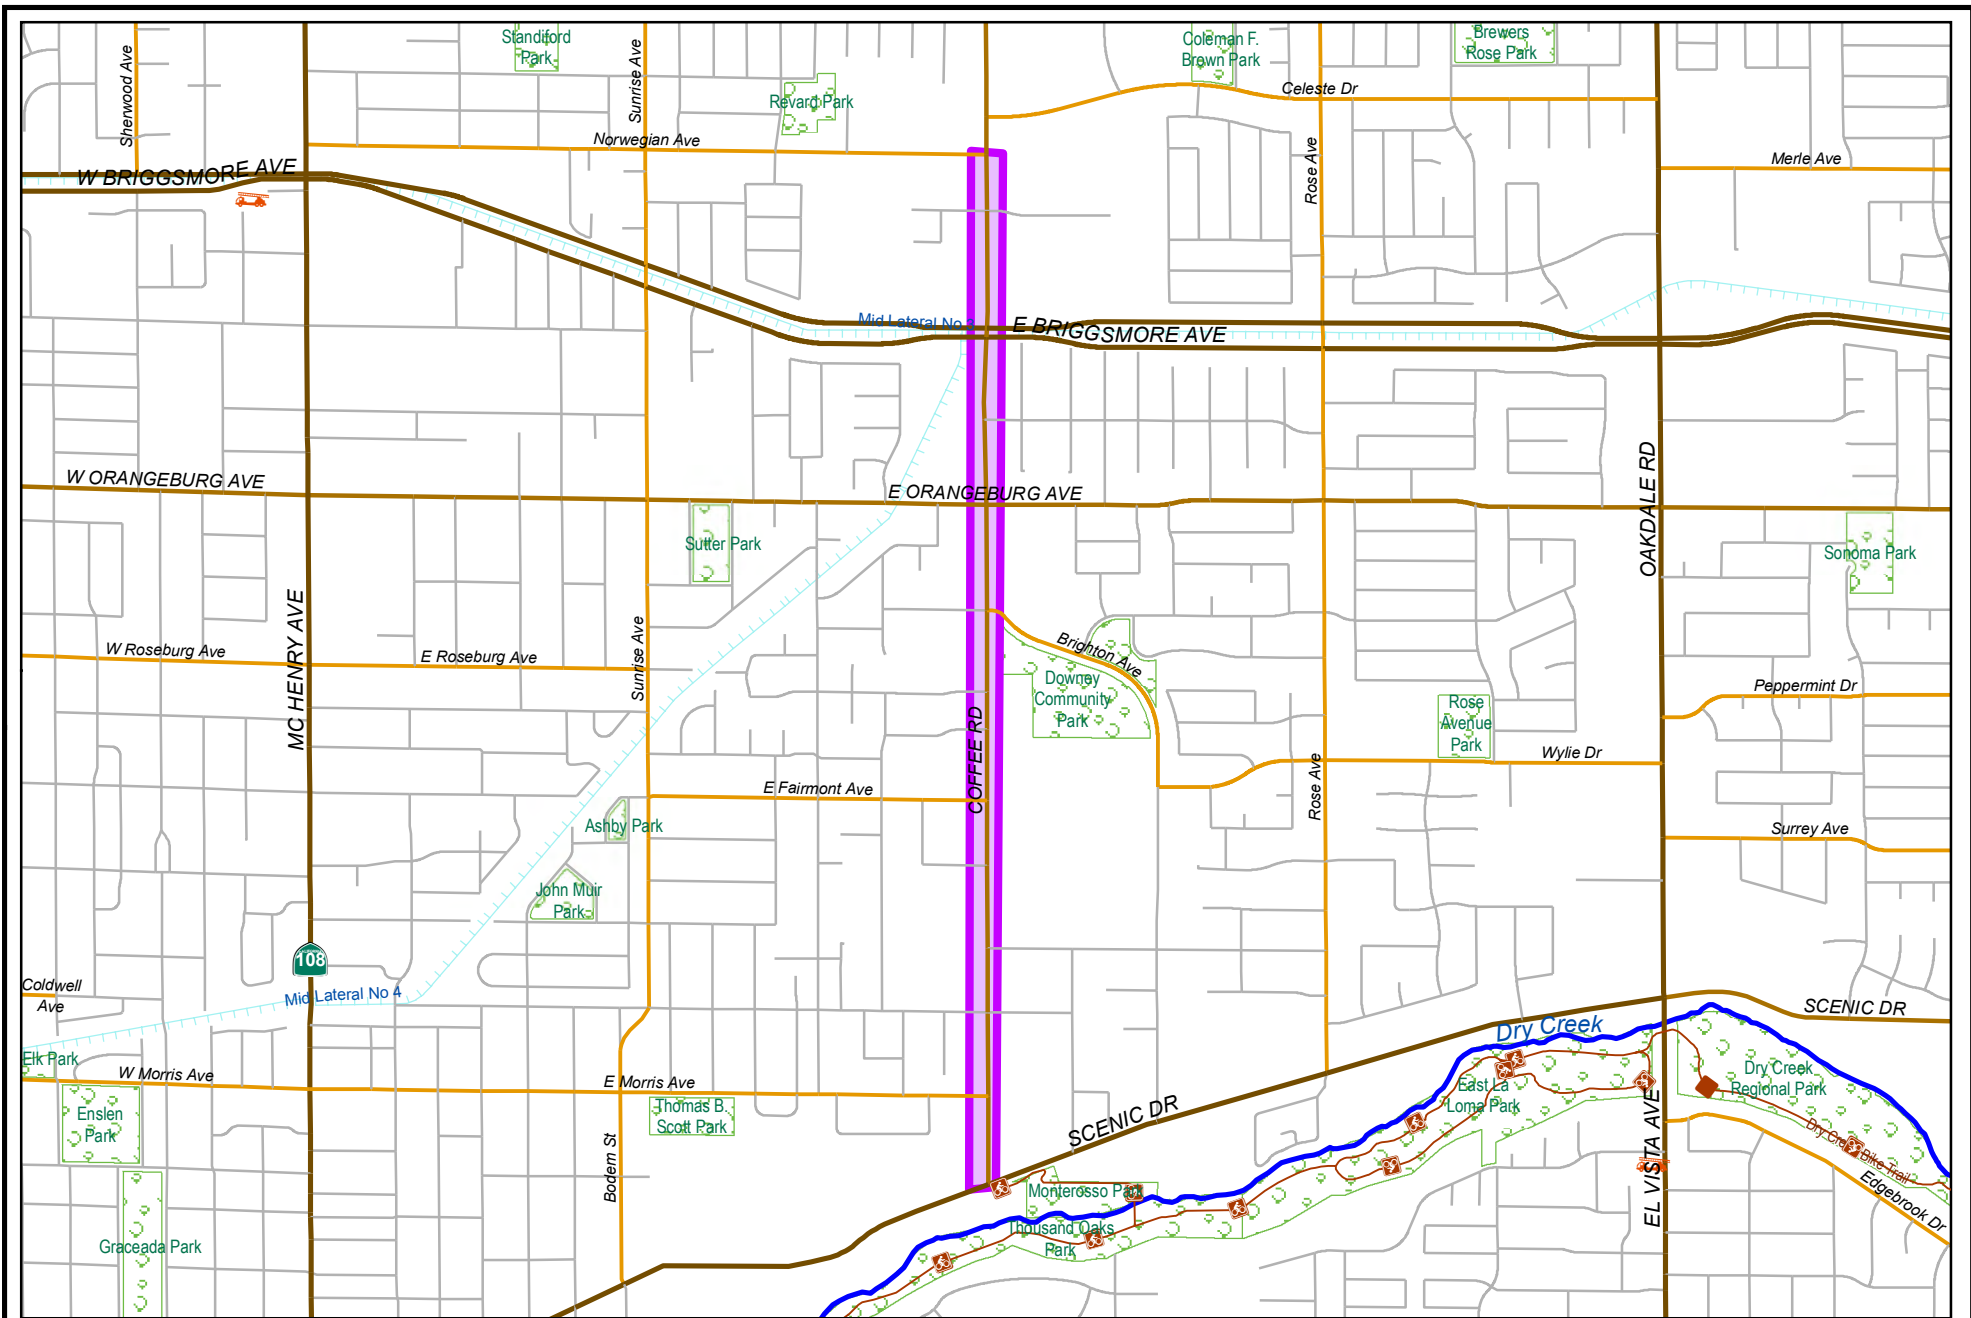 Standiford
Park
Coleman F.
Brown Park
Brewers
Rose Park
Sherwood Ave
Sunrise Ave
Revard Park
Celeste Dr
Norwegian Ave
Rose Ave
Merle Ave
W BRIGGSMORE AVE
Mid Lateral No 3
E BRIGGSMORE AVE
W ORANGEBURG AVE
E ORANGEBURG AVE
OAKDALE RD
Sutter Park
Sonoma Park
MC HENRY AVE
Sunrise Ave
W Roseburg Ave
E Roseburg Ave
Brighton Ave
Downey
Community
Park
Peppermint Dr
Rose
Avenue
Park
COFFEE RD
Wylie Dr
Rose Ave
E Fairmont Ave
Ashby Park
Surrey Ave
John Muir
Park
108
Coldwell
Ave
Mid Lateral No 4
SCENIC DR
Dry Creek
Elk Park
W Morris Ave
E Morris Ave
Dry Creek
Regional Park
East La
Loma Park
Enslen
Park
Thomas B.
Scott Park
SCENIC DR
EL VISTA AVE
Dry Creek Bike Trail
Edgebrook Dr
Bodem St
Monterosso Park
Thousand Oaks
Park
Graceada Park